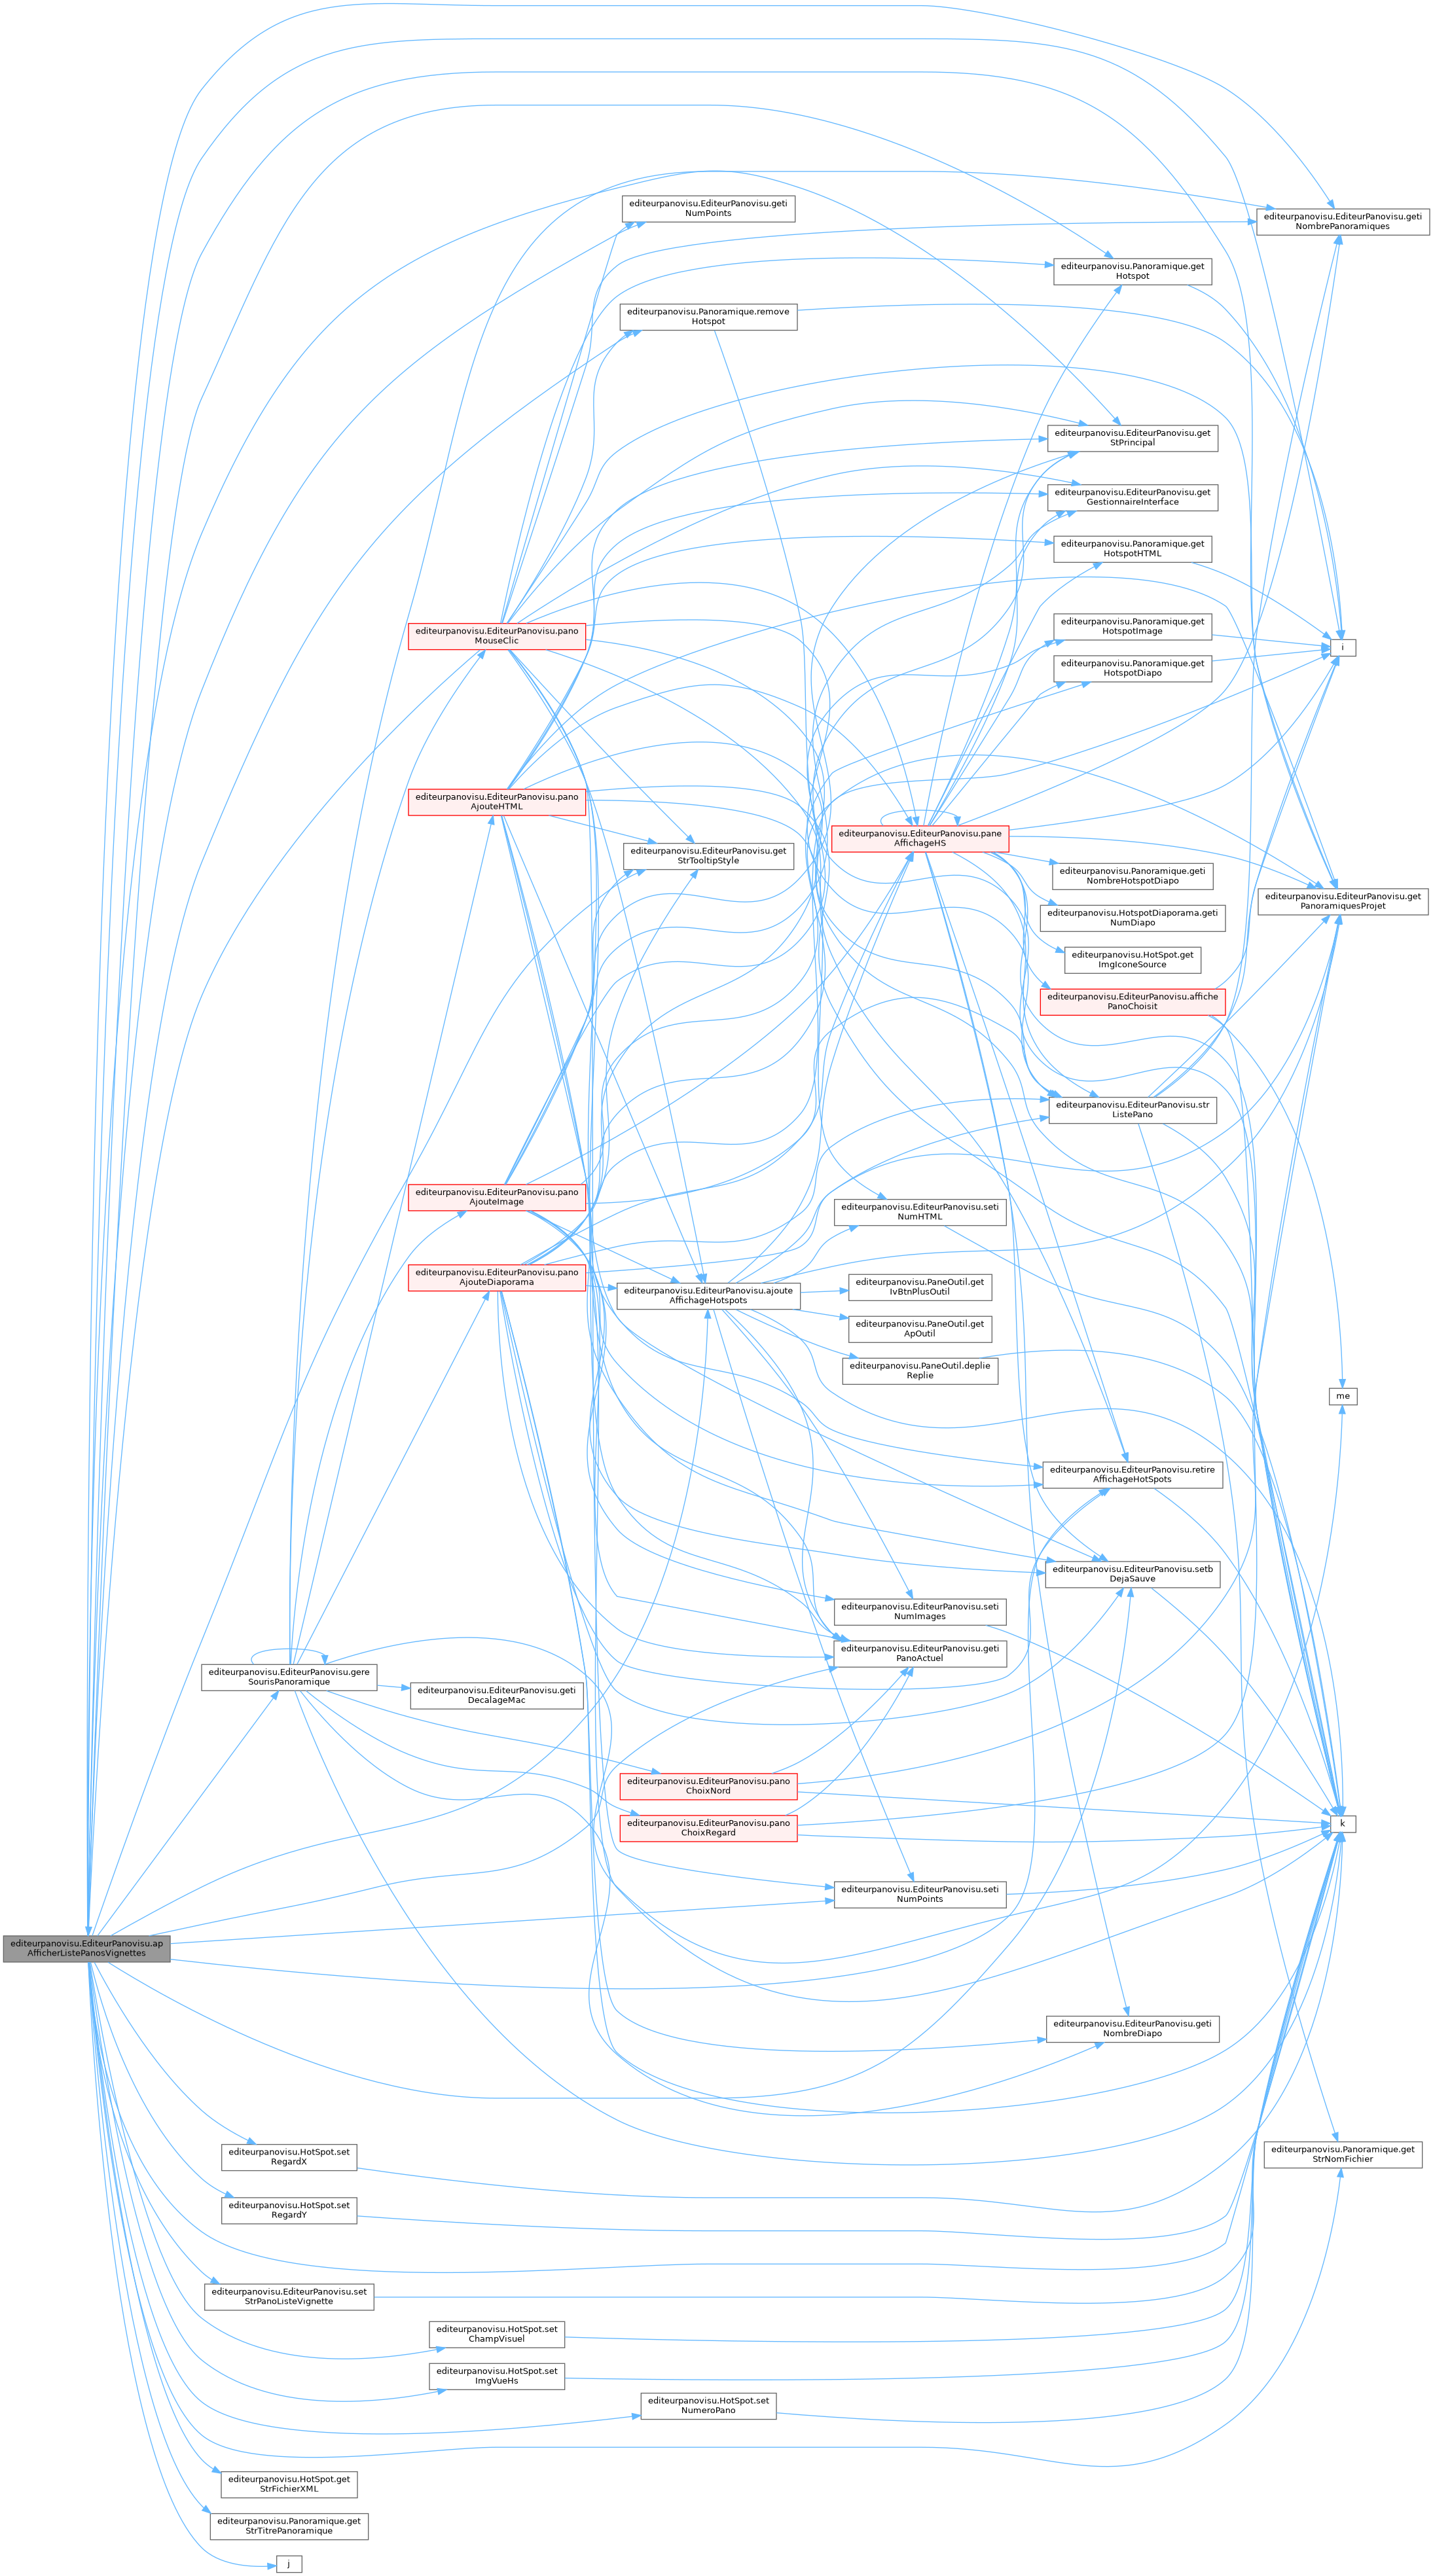 editeurpanovisu.EditeurPanovisu.ap
AfficherListePanosVignettes
editeurpanovisu.EditeurPanovisu.gere
SourisPanoramique
editeurpanovisu.HotSpot.set
RegardX
editeurpanovisu.HotSpot.set
RegardY
editeurpanovisu.EditeurPanovisu.set
StrPanoListeVignette
editeurpanovisu.HotSpot.get
StrFichierXML
editeurpanovisu.Panoramique.get
StrTitrePanoramique
j
editeurpanovisu.EditeurPanovisu.pano
MouseClic
editeurpanovisu.EditeurPanovisu.pano
AjouteHTML
editeurpanovisu.EditeurPanovisu.pano
AjouteImage
editeurpanovisu.EditeurPanovisu.pano
AjouteDiaporama
editeurpanovisu.EditeurPanovisu.geti
DecalageMac
editeurpanovisu.HotSpot.set
ChampVisuel
editeurpanovisu.HotSpot.set
ImgVueHs
editeurpanovisu.EditeurPanovisu.geti
NumPoints
editeurpanovisu.Panoramique.remove
Hotspot
editeurpanovisu.EditeurPanovisu.get
StrTooltipStyle
editeurpanovisu.EditeurPanovisu.ajoute
AffichageHotspots
editeurpanovisu.EditeurPanovisu.pano
ChoixNord
editeurpanovisu.EditeurPanovisu.pano
ChoixRegard
editeurpanovisu.HotSpot.set
NumeroPano
editeurpanovisu.EditeurPanovisu.pane
AffichageHS
editeurpanovisu.EditeurPanovisu.seti
NumHTML
editeurpanovisu.PaneOutil.get
IvBtnPlusOutil
editeurpanovisu.PaneOutil.get
ApOutil
editeurpanovisu.PaneOutil.deplie
Replie
editeurpanovisu.EditeurPanovisu.seti
NumImages
editeurpanovisu.EditeurPanovisu.geti
PanoActuel
editeurpanovisu.EditeurPanovisu.seti
NumPoints
editeurpanovisu.Panoramique.get
Hotspot
editeurpanovisu.EditeurPanovisu.get
StPrincipal
editeurpanovisu.EditeurPanovisu.get
GestionnaireInterface
editeurpanovisu.Panoramique.get
HotspotHTML
editeurpanovisu.Panoramique.get
HotspotImage
editeurpanovisu.Panoramique.get
HotspotDiapo
editeurpanovisu.Panoramique.geti
NombreHotspotDiapo
editeurpanovisu.HotspotDiaporama.geti
NumDiapo
editeurpanovisu.HotSpot.get
ImgIconeSource
editeurpanovisu.EditeurPanovisu.affiche
PanoChoisit
editeurpanovisu.EditeurPanovisu.str
ListePano
editeurpanovisu.EditeurPanovisu.retire
AffichageHotSpots
editeurpanovisu.EditeurPanovisu.setb
DejaSauve
editeurpanovisu.EditeurPanovisu.geti
NombreDiapo
editeurpanovisu.EditeurPanovisu.geti
NombrePanoramiques
i
editeurpanovisu.EditeurPanovisu.get
PanoramiquesProjet
me
k
editeurpanovisu.Panoramique.get
StrNomFichier